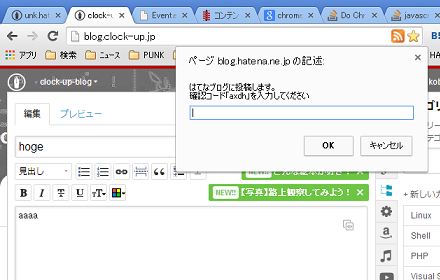 unk.hat
clock-up.
Event.e
コンテン
chrome
Do Chr
javasc
blog.clock-up.jp
アプリ
検索
ニュース
PUNK
ページ blog.hatena.ne.jp の記述:
はてなブログに投稿します。
確認コード「axdh」を入力してください
OK
キャンセル
clock-up-blog
編集
プレビュー
hoge
見出し
B I T U T
NEW!! 【写真】路上観察してみよう!
aaaa
+ 新しいカ
Linux
Shell
PHP
Visual S